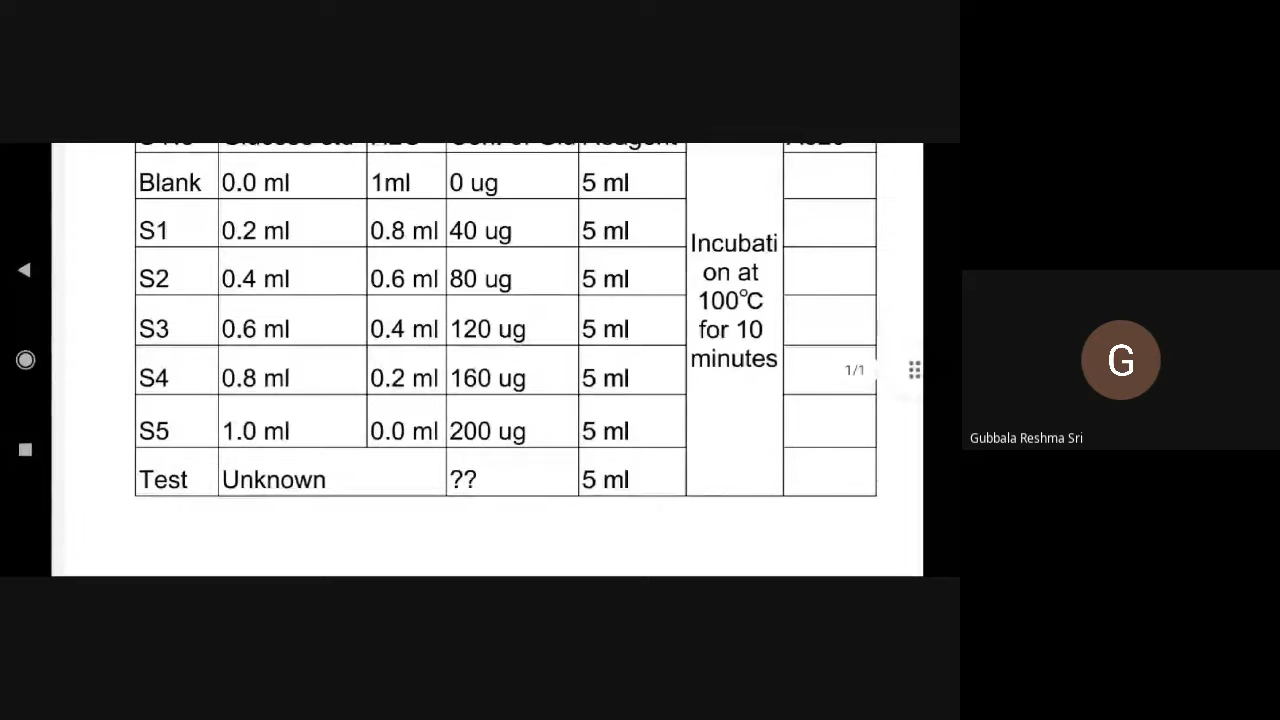 Blank 0.0 ml 1ml 0 ug 5 ml
S1 0.2 ml 0.8 ml 40 ug 5 ml
S2 0.4 ml 0.6 ml 80 ug 5 ml
S3 0.6 ml 0.4 ml 120 ug 5 ml
S4 0.8 ml 0.2 ml 160 ug 5 ml
S5 1.0 ml 0.0 ml 200 ug 5 ml
Test Unknown ?? 5 ml
Incubati
on at
100°C
for 10
minutes
1/1
G
Gubbala Reshma Sri